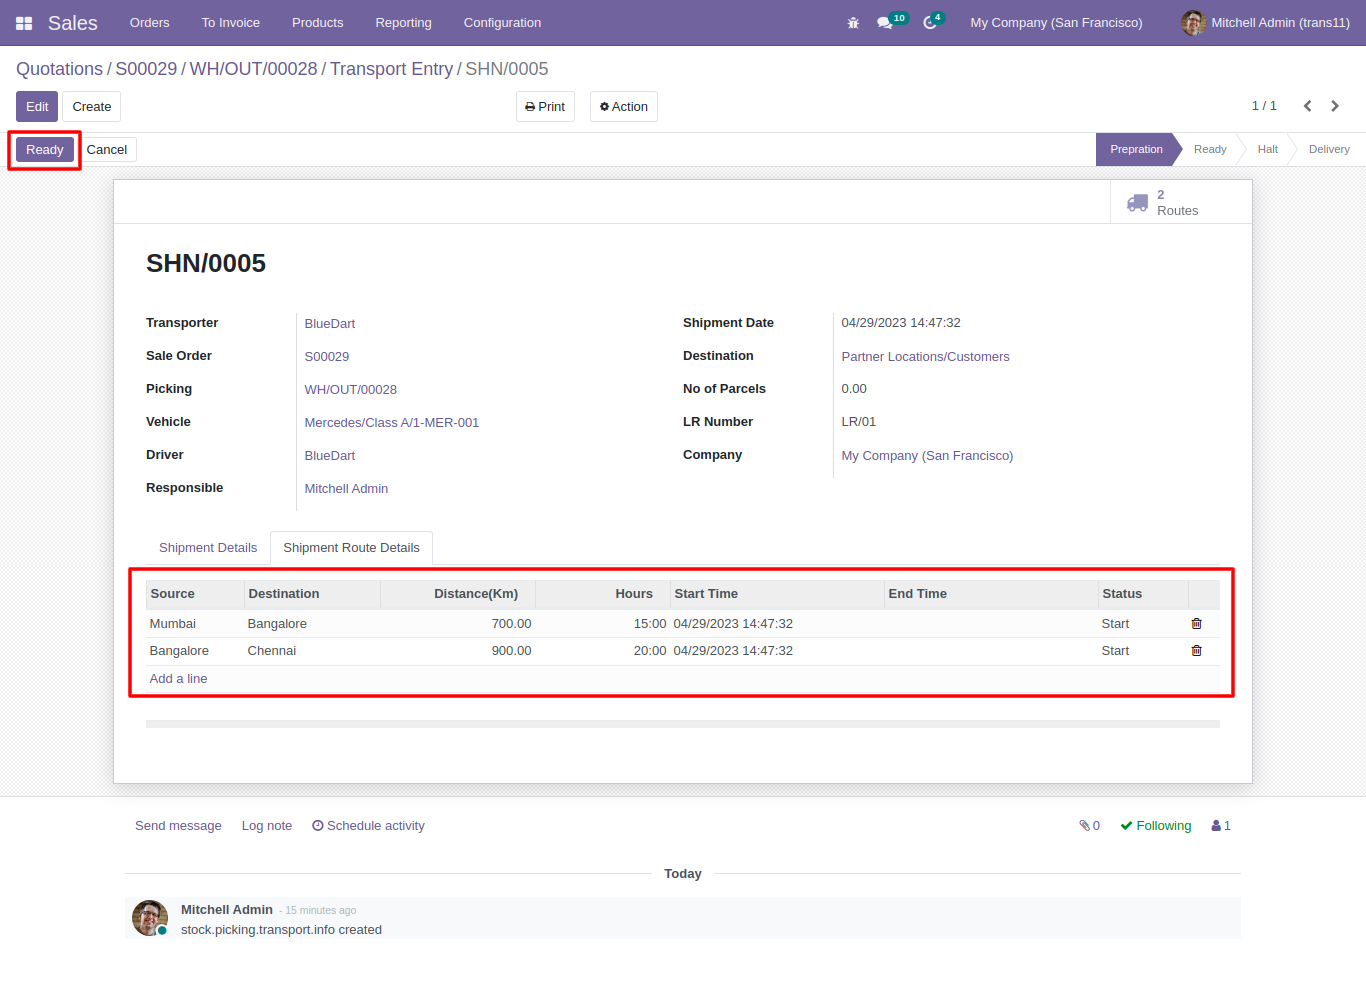 Sales Orders To Invoice Products Reporting Configuration 10 4 My Company (San Francisco) Mitchell Admin (trans11)
Quotations / S00029 / WH/OUT/00028 / Transport Entry / SHN/0005
Edit Create Print Action 1 / 1
Ready Cancel Prepration Ready Halt Delivery
2
Routes
SHN/0005
Transporter BlueDart Shipment Date 04/29/2023 14:47:32
Sale Order S00029 Destination Partner Locations/Customers
Picking WH/OUT/00028 No of Parcels 0.00
Vehicle Mercedes/Class A/1-MER-001 LR Number LR/01
Driver BlueDart Company My Company (San Francisco)
Responsible Mitchell Admin
Shipment Details Shipment Route Details
Source Destination Distance(Km) Hours Start Time End Time Status
Mumbai Bangalore 700.00 15:00 04/29/2023 14:47:32 Start
Bangalore Chennai 900.00 20:00 04/29/2023 14:47:32 Start
Add a line
Send message Log note Schedule activity 0 Following 1
Today
Mitchell Admin - 15 minutes ago
stock.picking.transport.info created